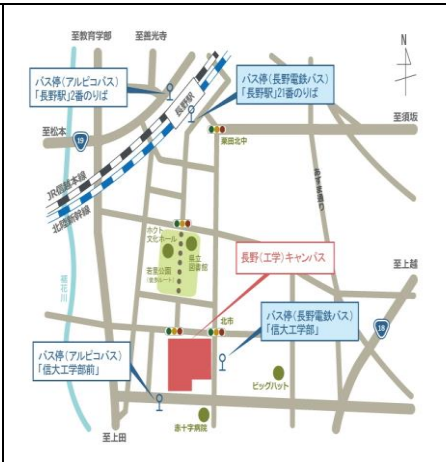 至教育学部
至善光寺
N
バス停(アルピコバス)
「長野駅」2番のりば
バス停(長野電鉄バス)
「長野駅」21番のりば
長野駅
至松本
19
栗田北中
至須坂
JR信越本線
北陸新幹線
ホクト
文化ホール
県立
図書館
若里公園
長野(工学)キャンパス
至上越
裾花川
北市
バス停(長野電鉄バス)
「信大工学部」
18
バス停(アルピコバス)
「信大工学部前」
ビッグハット
赤十字病院
至上田